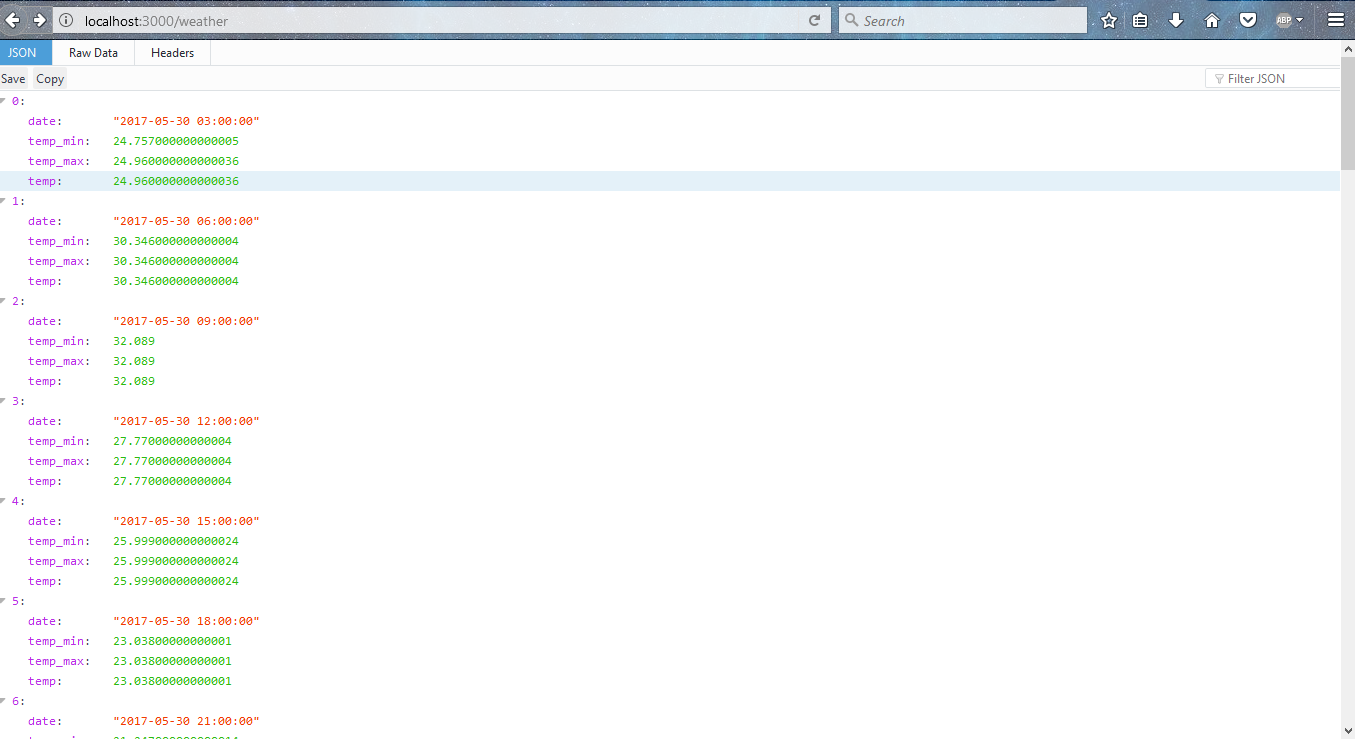 localhost:3000/weather
Search
ABP
JSON Raw Data Headers
Save Copy
Filter JSON
0:
date: "2017-05-30 03:00:00"
temp_min: 24.757000000000005
temp_max: 24.960000000000036
temp: 24.960000000000036
1:
date: "2017-05-30 06:00:00"
temp_min: 30.346000000000004
temp_max: 30.346000000000004
temp: 30.346000000000004
2:
date: "2017-05-30 09:00:00"
temp_min: 32.089
temp_max: 32.089
temp: 32.089
3:
date: "2017-05-30 12:00:00"
temp_min: 27.77000000000004
temp_max: 27.77000000000004
temp: 27.77000000000004
4:
date: "2017-05-30 15:00:00"
temp_min: 25.999000000000024
temp_max: 25.999000000000024
temp: 25.999000000000024
5:
date: "2017-05-30 18:00:00"
temp_min: 23.03800000000001
temp_max: 23.03800000000001
temp: 23.03800000000001
6:
date: "2017-05-30 21:00:00"